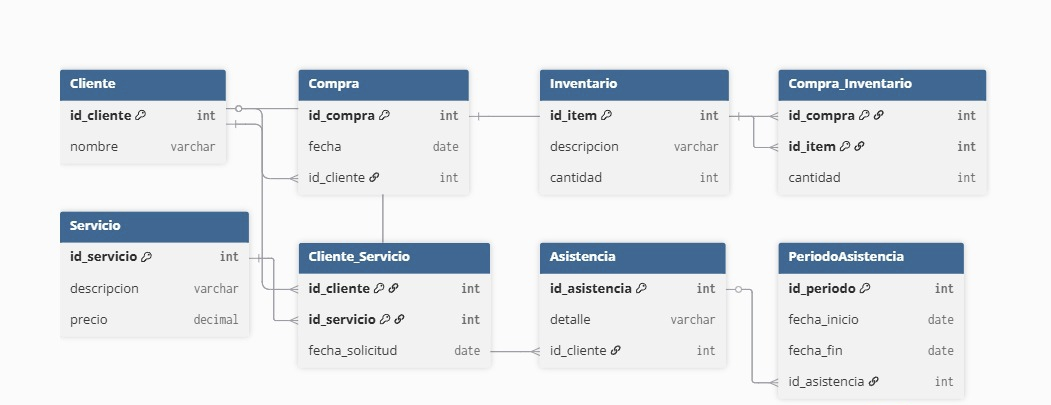 Cliente
id_cliente int
nombre varchar
Compra
id_compra int
fecha date
id_cliente int
Inventario
id_item int
descripcion varchar
cantidad int
Compra_Inventario
id_compra int
id_item int
cantidad int
Servicio
id_servicio int
descripcion varchar
precio decimal
Cliente_Servicio
id_cliente int
id_servicio int
fecha_solicitud date
Asistencia
id_asistencia int
detalle varchar
id_cliente int
PeriodoAsistencia
id_periodo int
fecha_inicio date
fecha_fin date
id_asistencia int